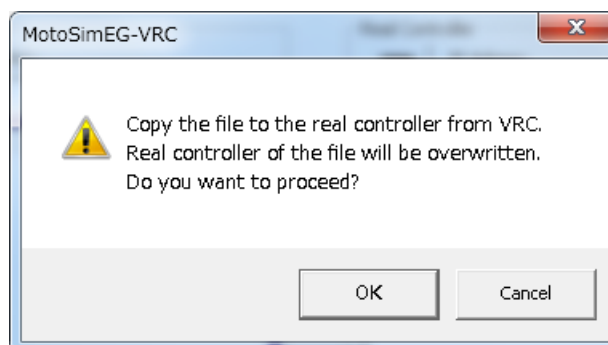 MotoSimEG-VRC
Copy the file to the real controller from VRC.
Real controller of the file will be overwritten.
Do you want to proceed?
OK
Cancel